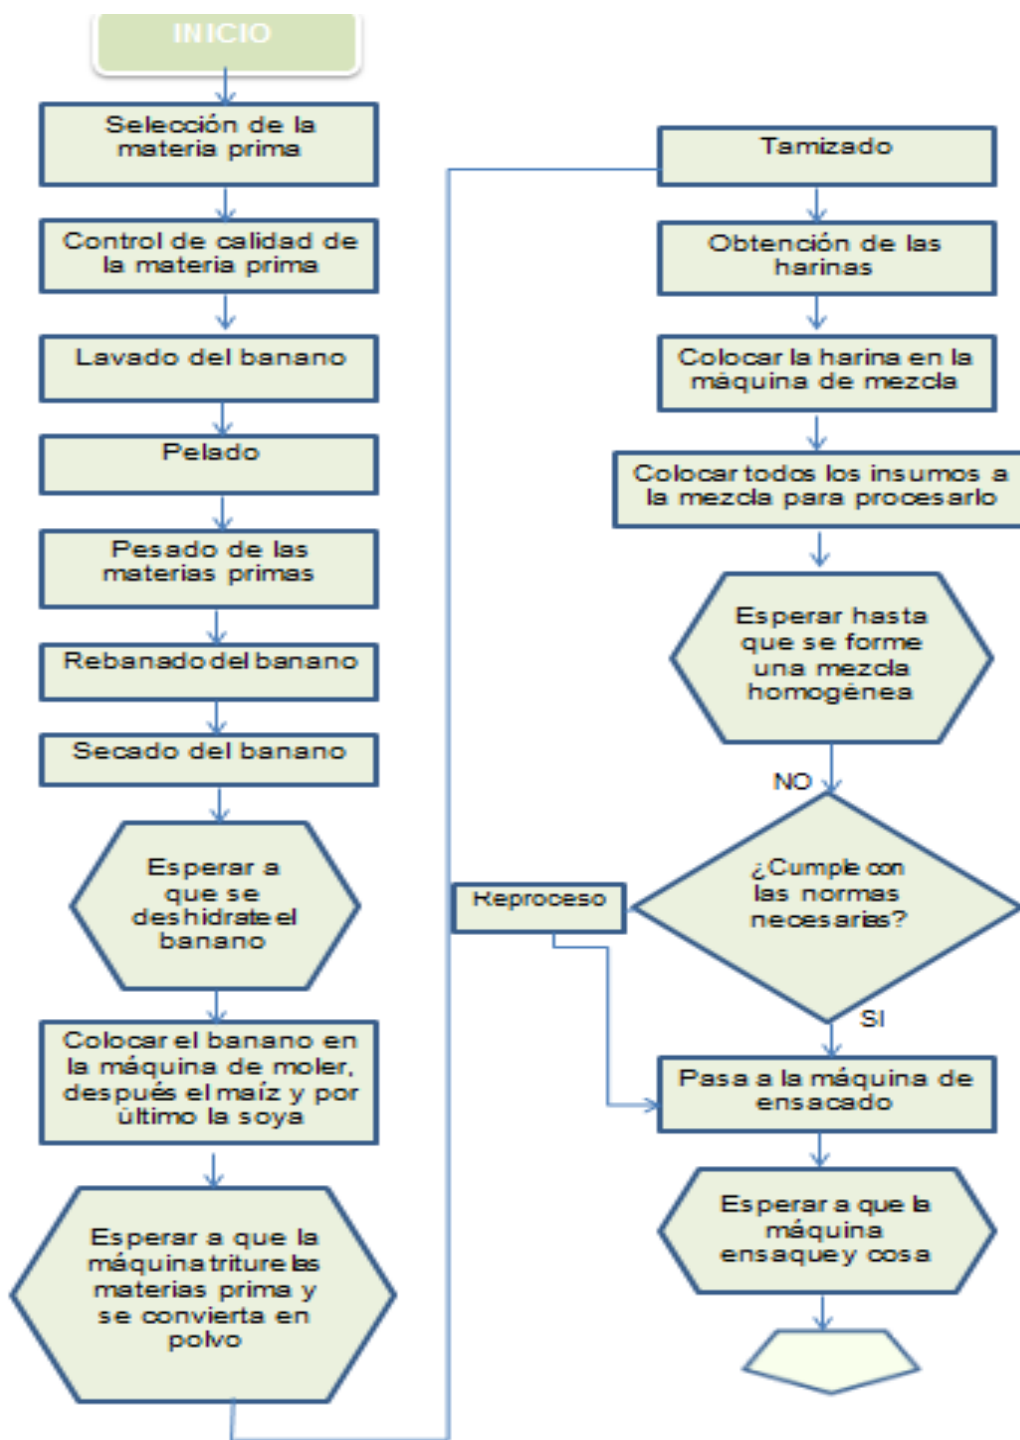 INICIO
Selección de la
materia prima
Control de calidad de
la materia prima
Lavado del banano
Pelado
Pesado de las
materias primas
Rebanado del banano
Secado del banano
Esperar a
que se
deshidrate el
banano
Colocar el banano en
la máquina de moler,
después el maíz y por
último la soya
Esperar a que la
máquina triture las
materias prima y
se convierta en
polvo
Tamizado
Obtención de las
harinas
Colocar la harina en la
máquina de mezcla
Colocar todos los insumos a
la mezcla para procesarlo
Esperar hasta
que se forme
una mezcla
homogénea
NO
¿Cumple con
las normas
necesarias?
Reproceso
SI
Pasa a la máquina de
ensacado
Esperar a que la
máquina
ensaque y cosa